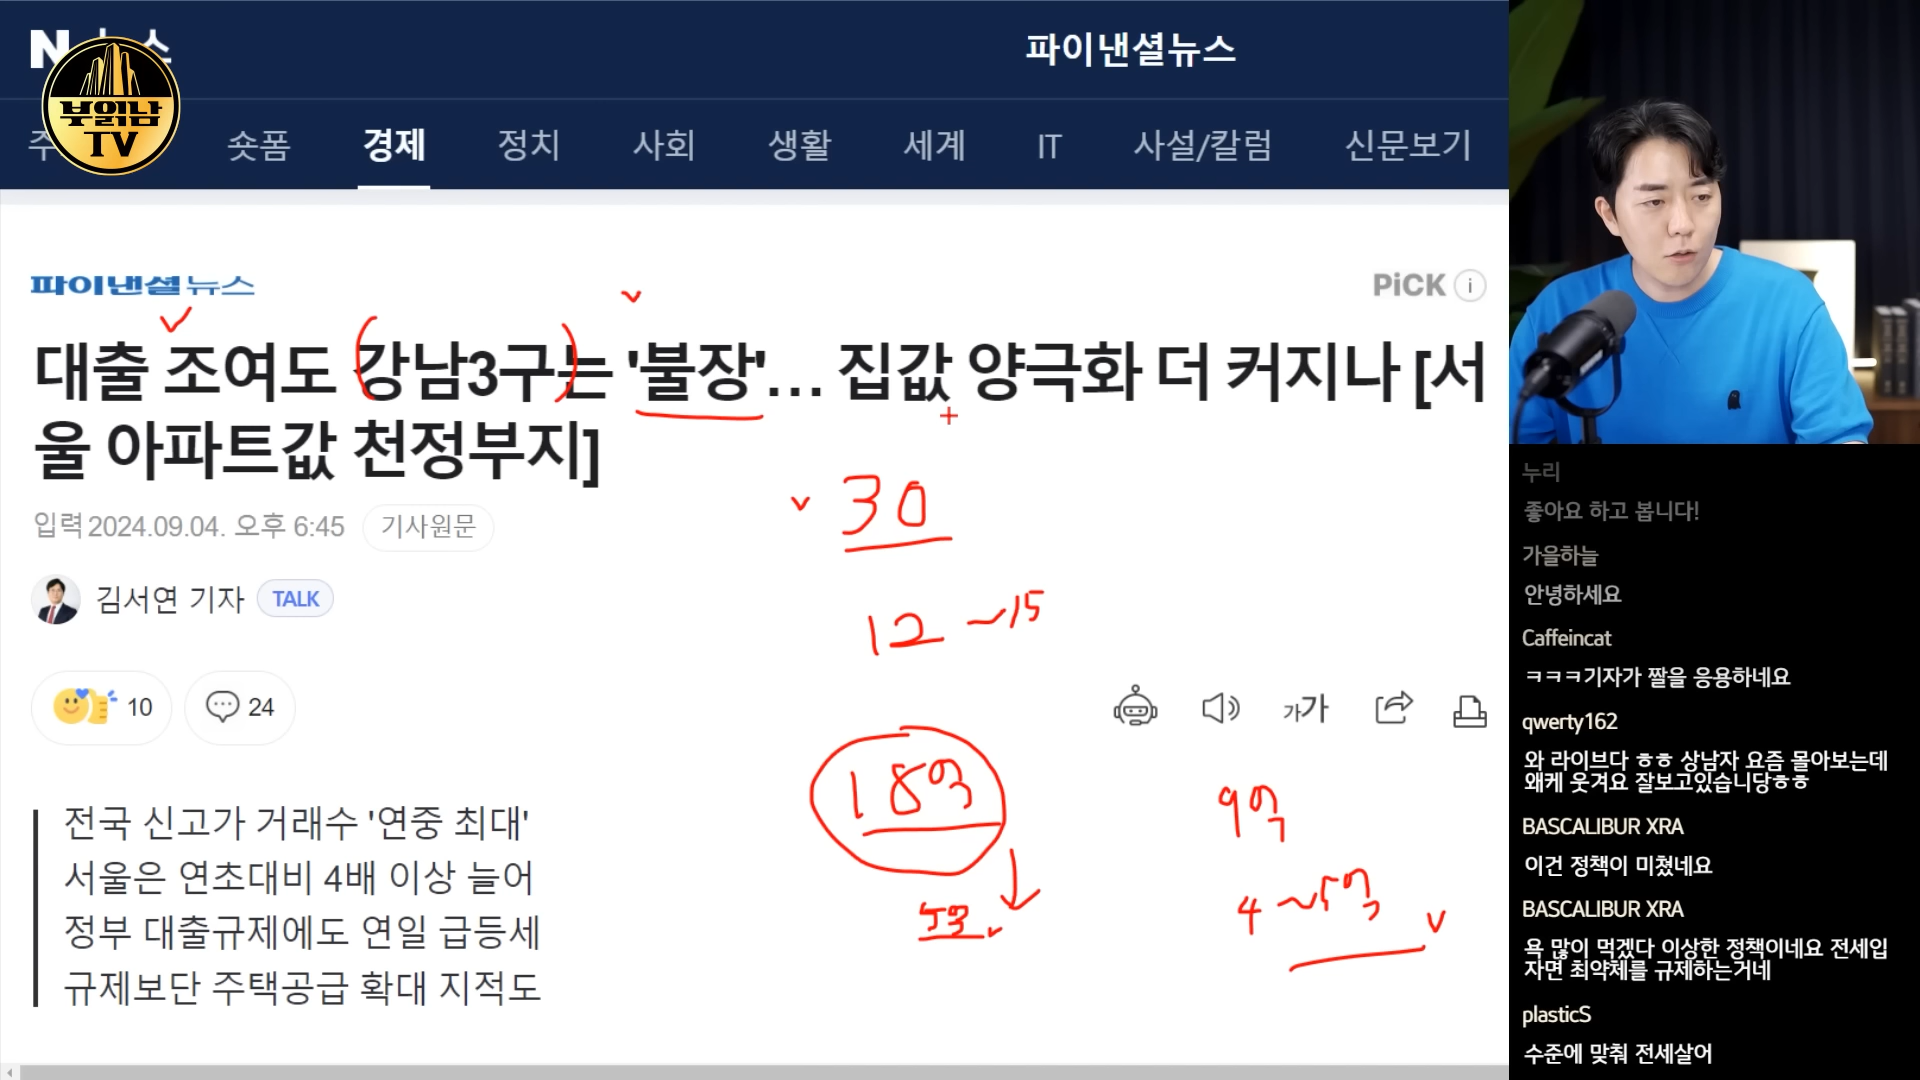 N뉴스
파이낸셜뉴스
부읽남
TV
숏폼
경제
정치
사회
생활
세계
IT
사설/칼럼
신문보기
파이낸셜뉴스
PiCK
대출 조여도 강남3구는 '불장'… 집값 양극화 더 커지나 [서
울 아파트값 천정부지]
입력 2024.09.04. 오후 6:45
기사원문
김서연 기자
TALK
10
24
가가
전국 신고가 거래수 '연중 최대'
서울은 연초대비 4배 이상 늘어
정부 대출규제에도 연일 급등세
규제보단 주택공급 확대 지적도
30
12 ~15
18억
9억
4~5억
누리
좋아요 하고 봅니다!
가을하늘
안녕하세요
Caffeincat
ㅋㅋㅋ기자가 짤을 응용하네요
qwerty162
와 라이브다 ㅎㅎ 상남자 요즘 몰아보는데
왜케 웃겨요 잘보고있습니당ㅎㅎ
BASCALIBUR XRA
이건 정책이 미쳤네요
BASCALIBUR XRA
욕 많이 먹겠다 이상한 정책이네요 전세입
자면 최약체를 규제하는거네
plasticS
수준에 맞춰 전세살어